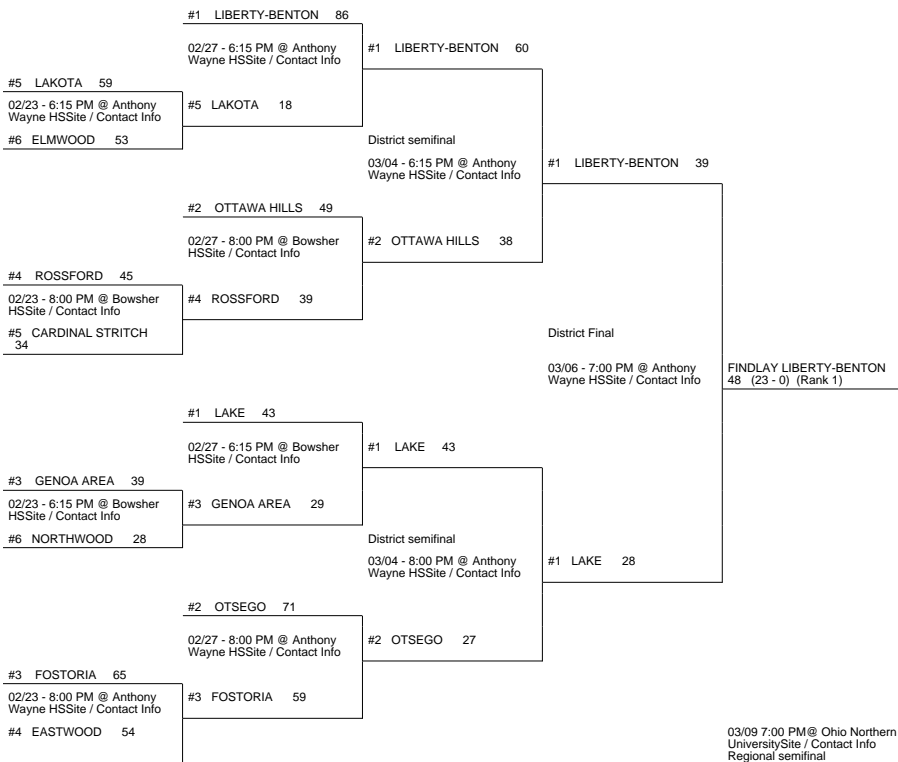 #1 LIBERTY-BENTON 86
02/27 - 6:15 PM @ Anthony
Wayne HSSite / Contact Info
#1 LIBERTY-BENTON 60
#5 LAKOTA 59
02/23 - 6:15 PM @ Anthony
Wayne HSSite / Contact Info
#5 LAKOTA 18
#6 ELMWOOD 53
District semifinal
03/04 - 6:15 PM @ Anthony
Wayne HSSite / Contact Info
#1 LIBERTY-BENTON 39
#2 OTTAWA HILLS 49
02/27 - 8:00 PM @ Bowsher
HSSite / Contact Info
#2 OTTAWA HILLS 38
#4 ROSSFORD 45
02/23 - 8:00 PM @ Bowsher
HSSite / Contact Info
#4 ROSSFORD 39
#5 CARDINAL STRITCH
34
District Final
03/06 - 7:00 PM @ Anthony
Wayne HSSite / Contact Info
FINDLAY LIBERTY-BENTON
48 (23 - 0) (Rank 1)
#1 LAKE 43
02/27 - 6:15 PM @ Bowsher
HSSite / Contact Info
#1 LAKE 43
#3 GENOA AREA 39
02/23 - 6:15 PM @ Bowsher
HSSite / Contact Info
#3 GENOA AREA 29
#6 NORTHWOOD 28
District semifinal
03/04 - 8:00 PM @ Anthony
Wayne HSSite / Contact Info
#1 LAKE 28
#2 OTSEGO 71
02/27 - 8:00 PM @ Anthony
Wayne HSSite / Contact Info
#2 OTSEGO 27
#3 FOSTORIA 65
02/23 - 8:00 PM @ Anthony
Wayne HSSite / Contact Info
#3 FOSTORIA 59
#4 EASTWOOD 54
03/09 7:00 PM@ Ohio Northern
UniversitySite / Contact Info
Regional semifinal